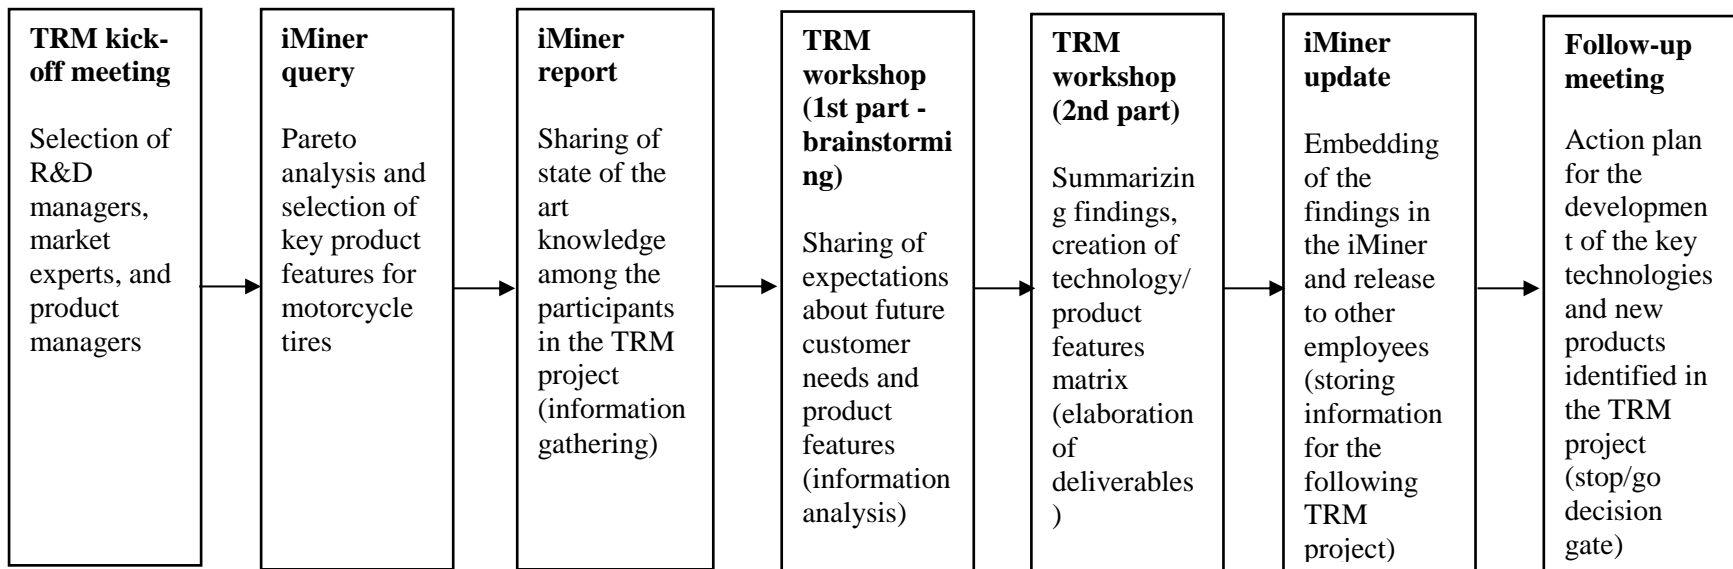 TRM kick-
off meeting
Selection of
R&D
managers,
market
experts, and
product
managers
iMiner
query
Pareto
analysis and
selection of
key product
features for
motorcycle
tires
iMiner
report
Sharing of
state of the
art
knowledge
among the
participants
in the TRM
project
(information
gathering)
TRM
workshop
(1st part -
brainstormi
ng)
Sharing of
expectations
about future
customer
needs and
product
features
(information
analysis)
TRM
workshop
(2nd part)
Summarizin
g findings,
creation of
technology/
product
features
matrix
(elaboration
of
deliverables
)
iMiner
update
Embedding
of the
findings in
the iMiner
and release
to other
employees
(storing
information
for the
following
TRM
project)
Follow-up
meeting
Action plan
for the
developmen
t of the key
technologies
and new
products
identified in
the TRM
project
(stop/go
decision
gate)